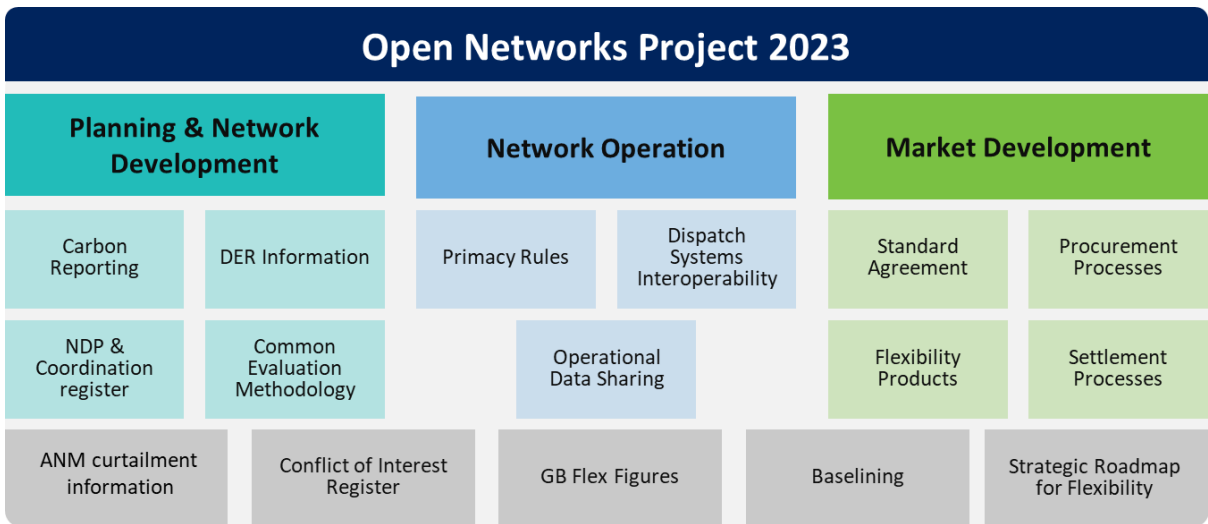 Open Networks Project 2023
Planning & Network
Development
Network Operation
Market Development
Carbon
Reporting
DER Information
Primacy Rules
Dispatch
Systems
Interoperability
Standard
Agreement
Procurement
Processes
NDP &
Coordination
register
Common
Evaluation
Methodology
Operational
Data Sharing
Flexibility
Products
Settlement
Processes
ANM curtailment
information
Conflict of Interest
Register
GB Flex Figures
Baselining
Strategic Roadmap
for Flexibility